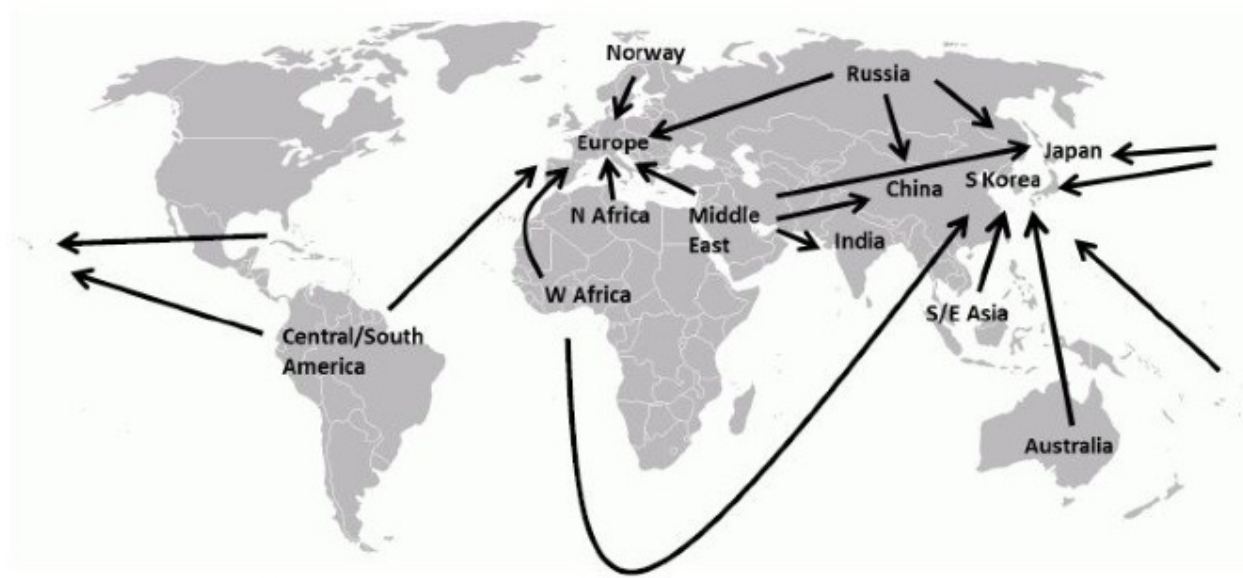 Norway
Russia
Europe
Japan
S Korea
China
N Africa
Middle
East
India
W Africa
S/E Asia
Central/South
America
Australia